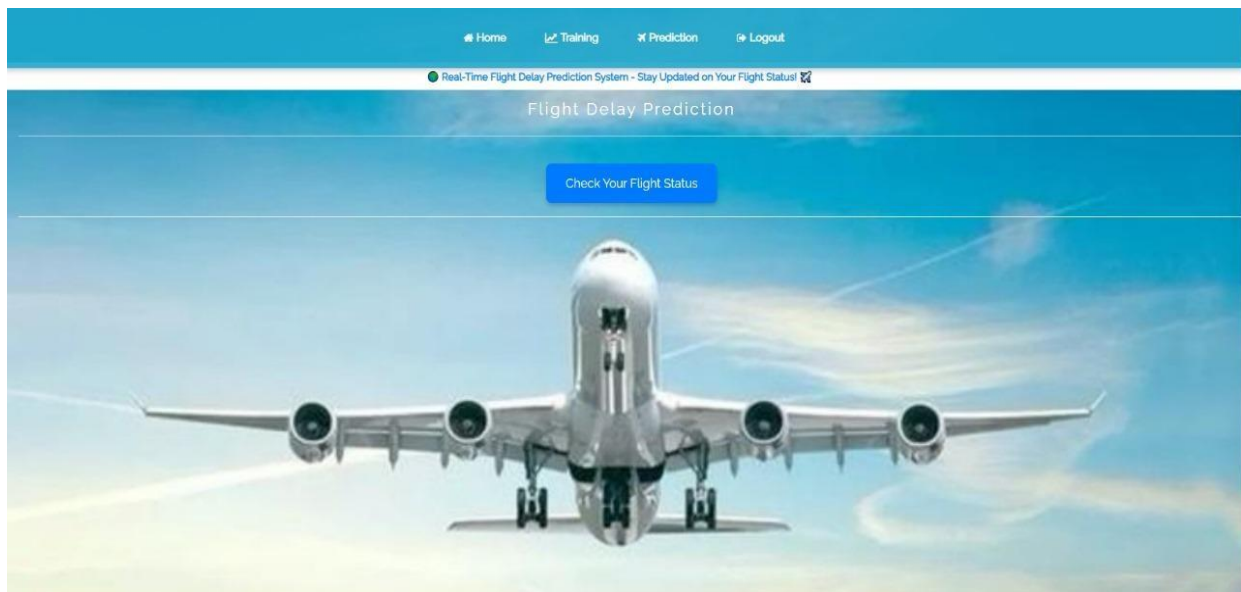 Home Training Prediction Logout
Real-Time Flight Delay Prediction System - Stay Updated on Your Flight Status!
Flight Delay Prediction
Check Your Flight Status